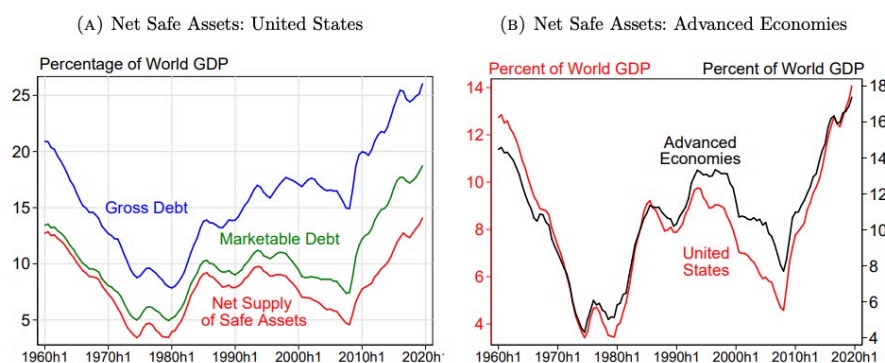 (A) Net Safe Assets: United States
Percentage of World GDP
25
20
15
10
5
Gross Debt
Marketable Debt
Net Supply
of Safe Assets
1960h1 1970h1 1980h1 1990h1 2000h1 2010h1 2020h1
(B) Net Safe Assets: Advanced Economies
Percent of World GDP Percent of World GDP
14
12
10
8
6
4
Advanced
Economies
United
States
18
16
14
12
10
8
6
4
1960h1 1970h1 1980h1 1990h1 2000h1 2010h1 2020h1